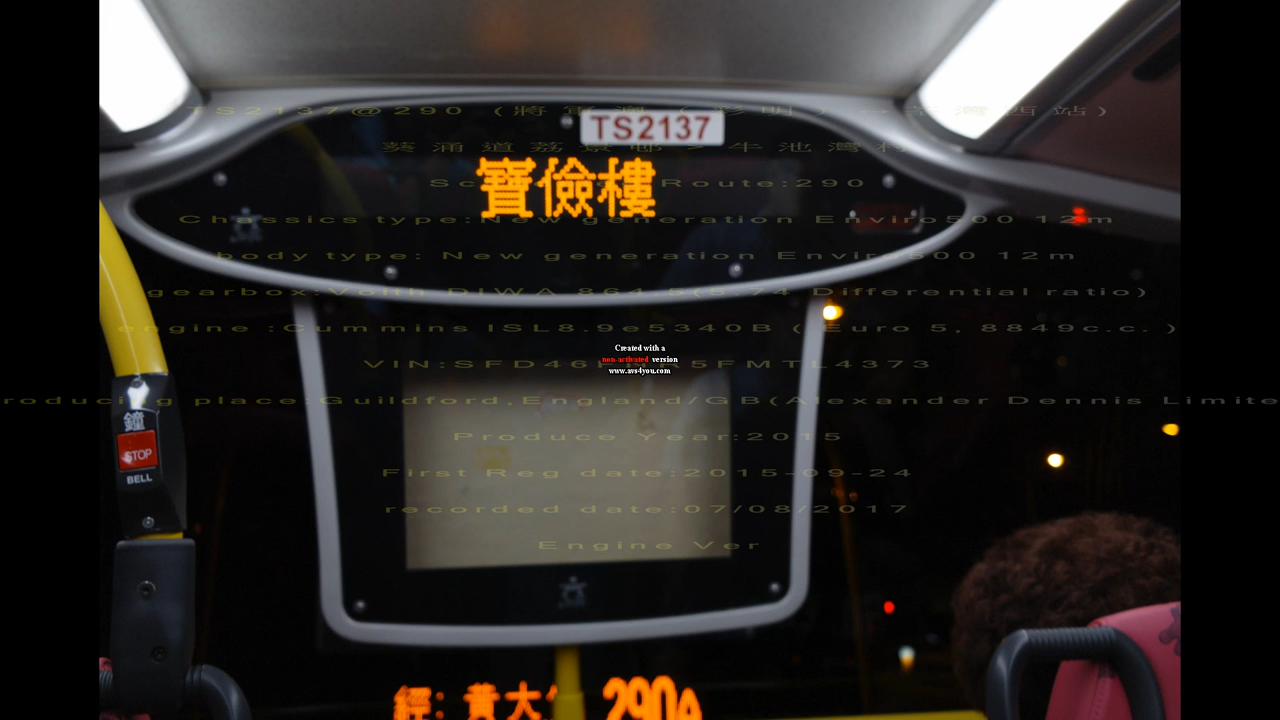 TS2137@290 (將軍澳(彩明)-荃灣西站)
TS2137
葵涌道荔景邨>牛池灣村
寶儉樓
Route:290
Chassics type:New generation Enviro500 12m
body type: New generation Enviro500 12m
gearbox:Voith DIWA 864.5(5.74 Differential ratio)
engine :Cummins ISL8.9e5340B (Euro 5, 8849c.c. )
Created with a
non-activated version
www.avs4you.com
roducing place:Guildford,England/GB(Alexander Dennis Limite
鐘
STOP
BELL
Produce Year:2015
First Reg date:2015-09-24
recorded date:07/08/2017
Engine Ver
經: 黃大
290A